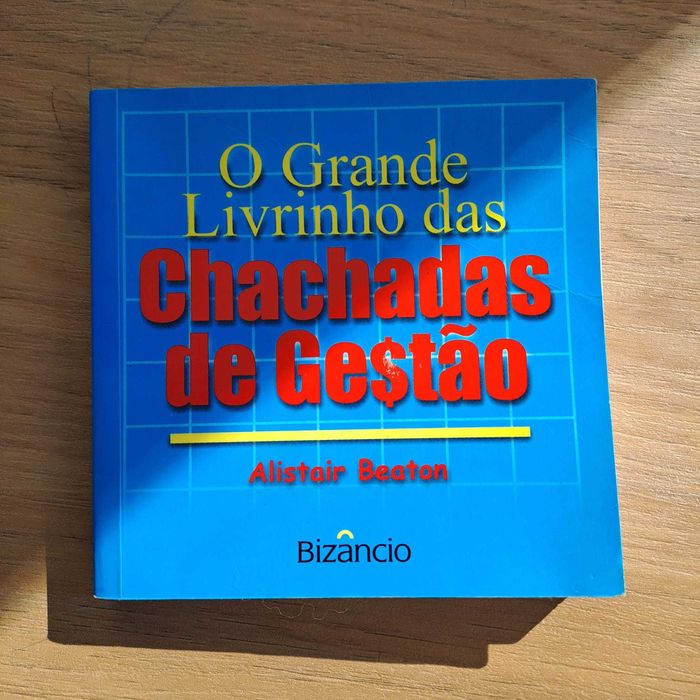 O Grande
Livrinho das
Chachadas
de Ge$tão
Alistair Beaton
Bizâncio